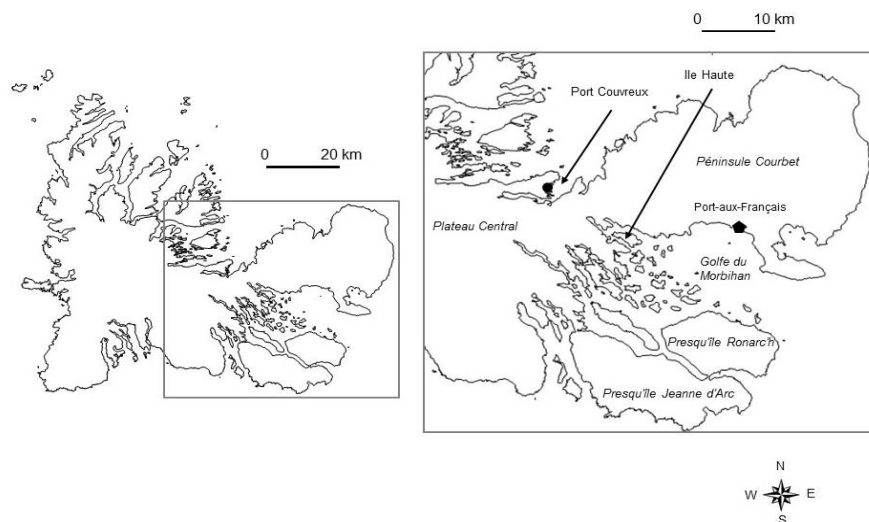 0 10 km
Ile Haute
Port Couvreux
0 20 km
Péninsule Courbet
Port-aux-Français
Plateau Central
Golfe du
Morbihan
Presqu'île Ronarc'h
Presqu'île Jeanne d'Arc
N
W E
S